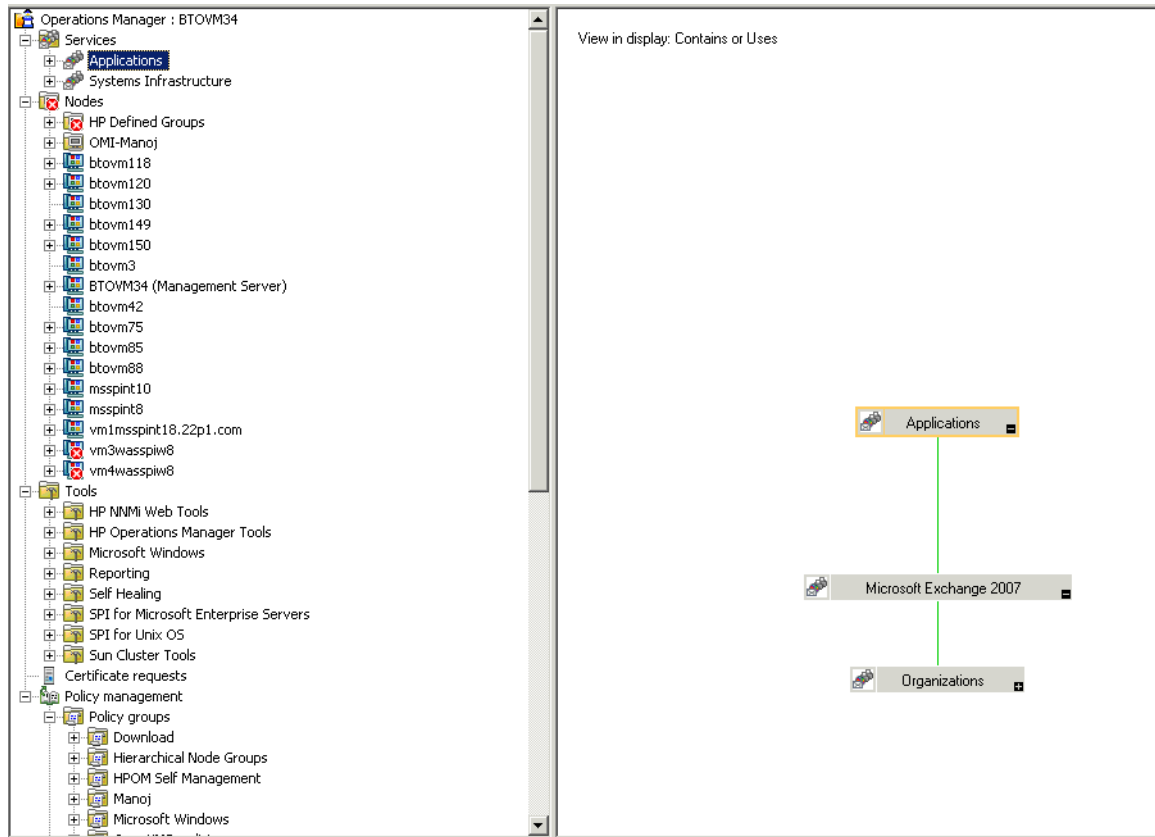 Operations Manager : BTOVM34
Services
Applications
Systems Infrastructure
Nodes
HP Defined Groups
OMI-Manoj
btovm118
btovm120
btovm130
btovm149
btovm150
btovm3
BTOVM34 (Management Server)
btovm42
btovm75
btovm85
btovm88
msspint10
msspint8
vm1msspint18.22p1.com
vm3wasspiw8
vm4wasspiw8
Tools
HP NNMi Web Tools
HP Operations Manager Tools
Microsoft Windows
Reporting
Self Healing
SPI for Microsoft Enterprise Servers
SPI for Unix OS
Sun Cluster Tools
Certificate requests
Policy management
Policy groups
Download
Hierarchical Node Groups
HPOM Self Management
Manoj
Microsoft Windows
View in display: Contains or Uses
Applications
Microsoft Exchange 2007
Organizations